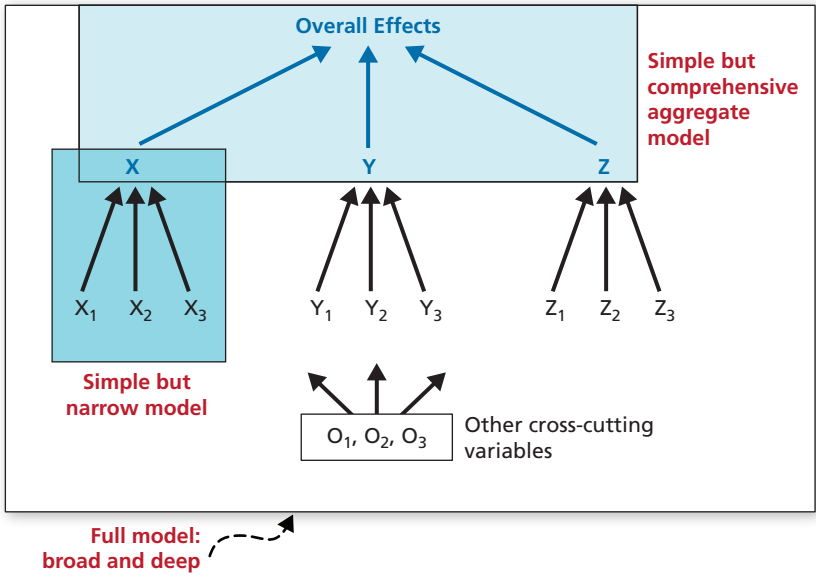 Overall Effects
Simple but
comprehensive
aggregate
model
X
Y
Z
X₁
X₂
X₃
Y₁
Y₂
Y₃
Z₁
Z₂
Z₃
Simple but
narrow model
O₁, O₂, O₃
Other cross-cutting
variables
Full model:
broad and deep